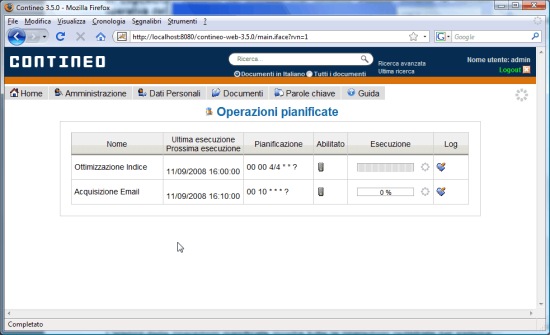 Contineo 3.5.0 - Mozilla Firefox
File Modifica Visualizza Cronologia Segnalibri Strumenti ?
http://localhost:8080/contineo-web-3.5.0/main.iface?rvn=1
Google
CONTINEO
Ricerca...
Documenti in Italiano Tutti i documenti
Ricerca avanzata
Ultima ricerca
Nome utente: admin
Logout
Home Amministrazione Dati Personali Documenti Parole chiave Guida
Operazioni pianificate
Nome Ultima esecuzione Prossima esecuzione Pianificazione Abilitato Esecuzione Log
Ottimizzazione Indice 11/09/2008 16:00:00 00 00 4/4 * * ?
Acquisizione Email 11/09/2008 16:10:00 00 10 * * * ? 0 %
Completato